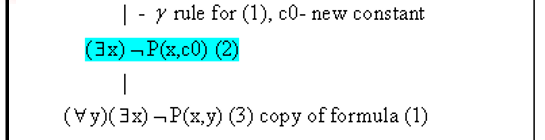 | - γ rule for (1), c0- new constant
(∃x) ¬P(x,c0) (2)
|
(∀y)(∃x) ¬P(x,y) (3) copy of formula (1)